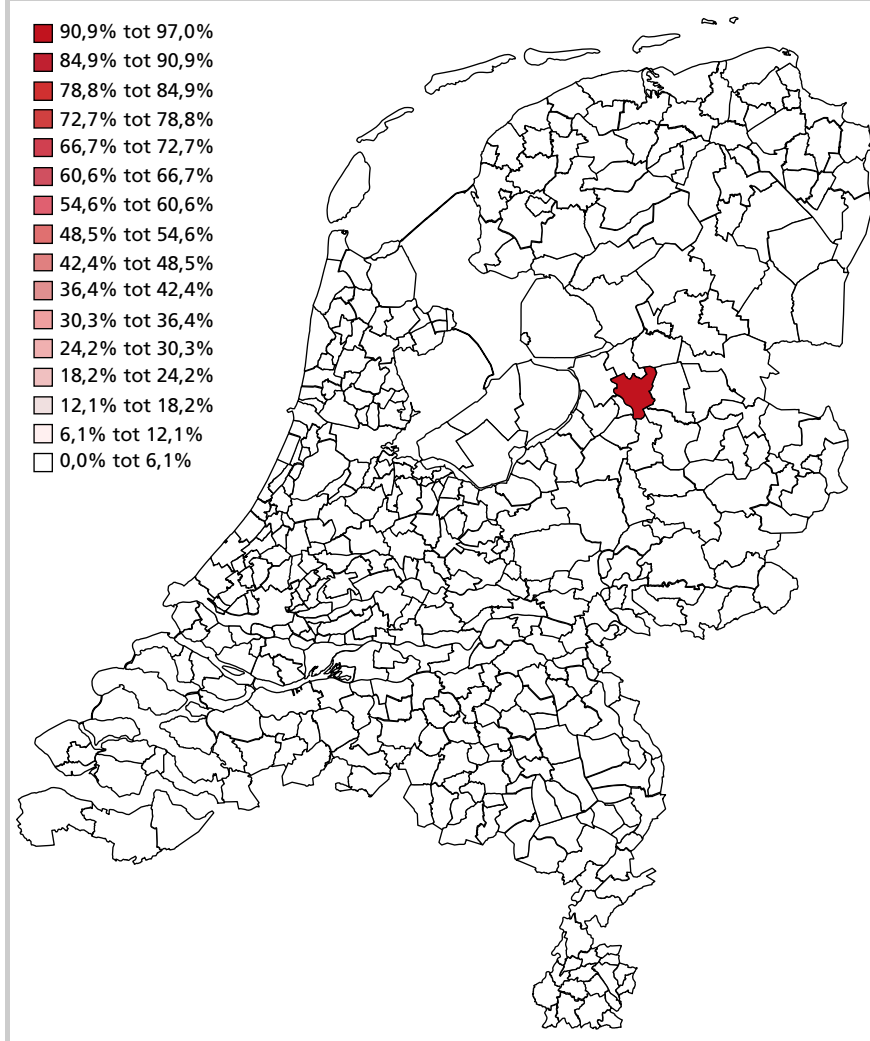 90,9% tot 97,0%
84,9% tot 90,9%
78,8% tot 84,9%
72,7% tot 78,8%
66,7% tot 72,7%
60,6% tot 66,7%
54,6% tot 60,6%
48,5% tot 54,6%
42,4% tot 48,5%
36,4% tot 42,4%
30,3% tot 36,4%
24,2% tot 30,3%
18,2% tot 24,2%
12,1% tot 18,2%
6,1% tot 12,1%
0,0% tot 6,1%